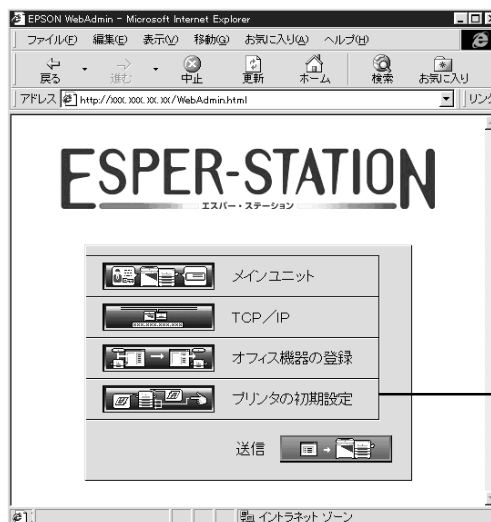 EPSON WebAdmin - Microsoft Internet Explorer
ファイル(F) 編集(E) 表示(V) 移動(G) お気に入り(A) ヘルプ(H)
戻る 進む 中止 更新 ホーム 検索 お気に入り
アドレス http://xxx.xxx.xx.xx/WebAdmin.html リンク
ESPER-STATION
エスパー・ステーション
メインユニット
xxx.xxx.xxx.xxx
TCP/IP
オフィス機器の登録
プリンタの初期設定
送信
イントラネット ゾーン